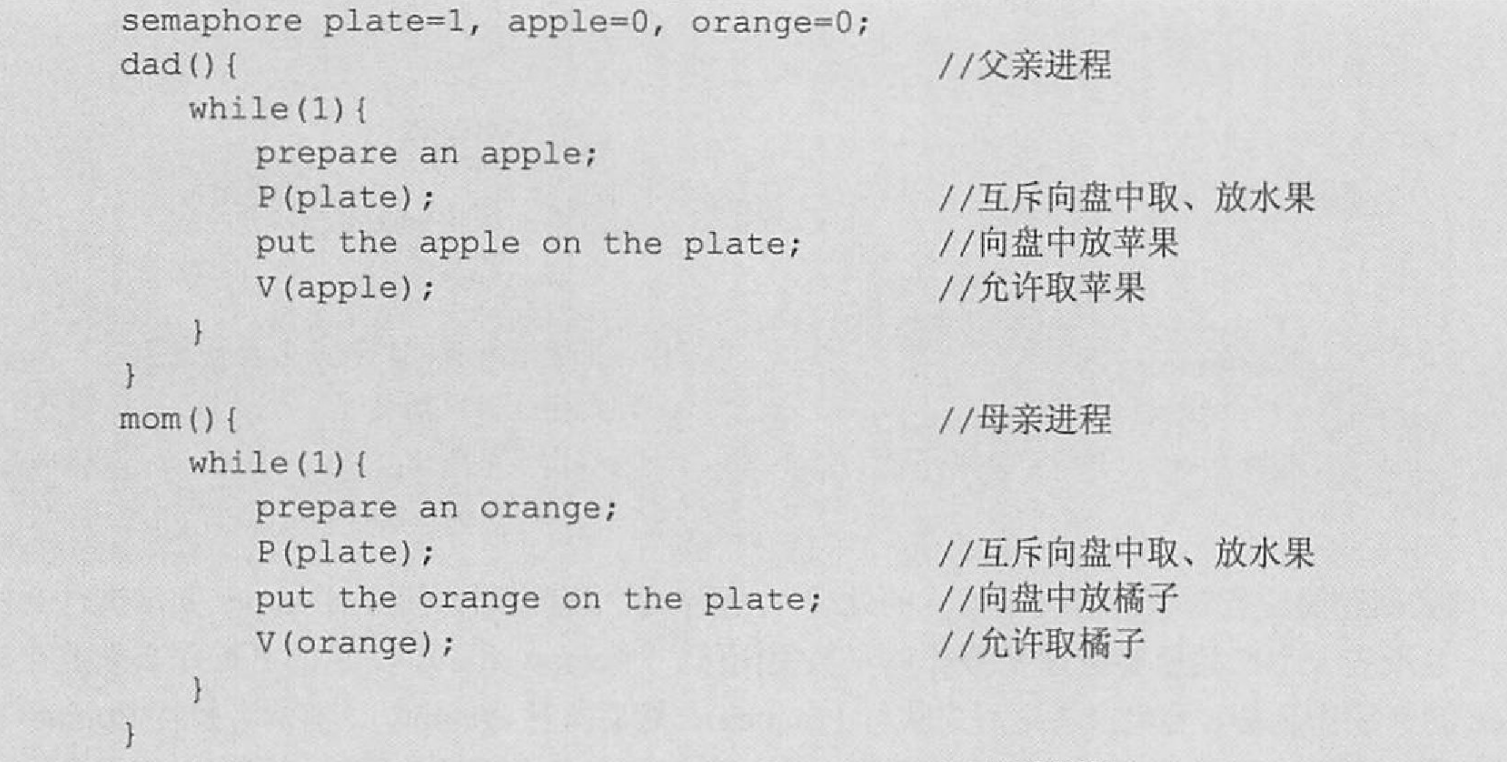 semaphore plate=1, apple=0, orange=0;
dad(){ //父亲进程
while(1){
prepare an apple;
P(plate); //互斥向盘中取、放水果
put the apple on the plate; //向盘中放苹果
V(apple); //允许取苹果
}
}
mom(){ //母亲进程
while(1){
prepare an orange;
P(plate); //互斥向盘中取、放水果
put the orange on the plate; //向盘中放橘子
V(orange); //允许取橘子
}
}